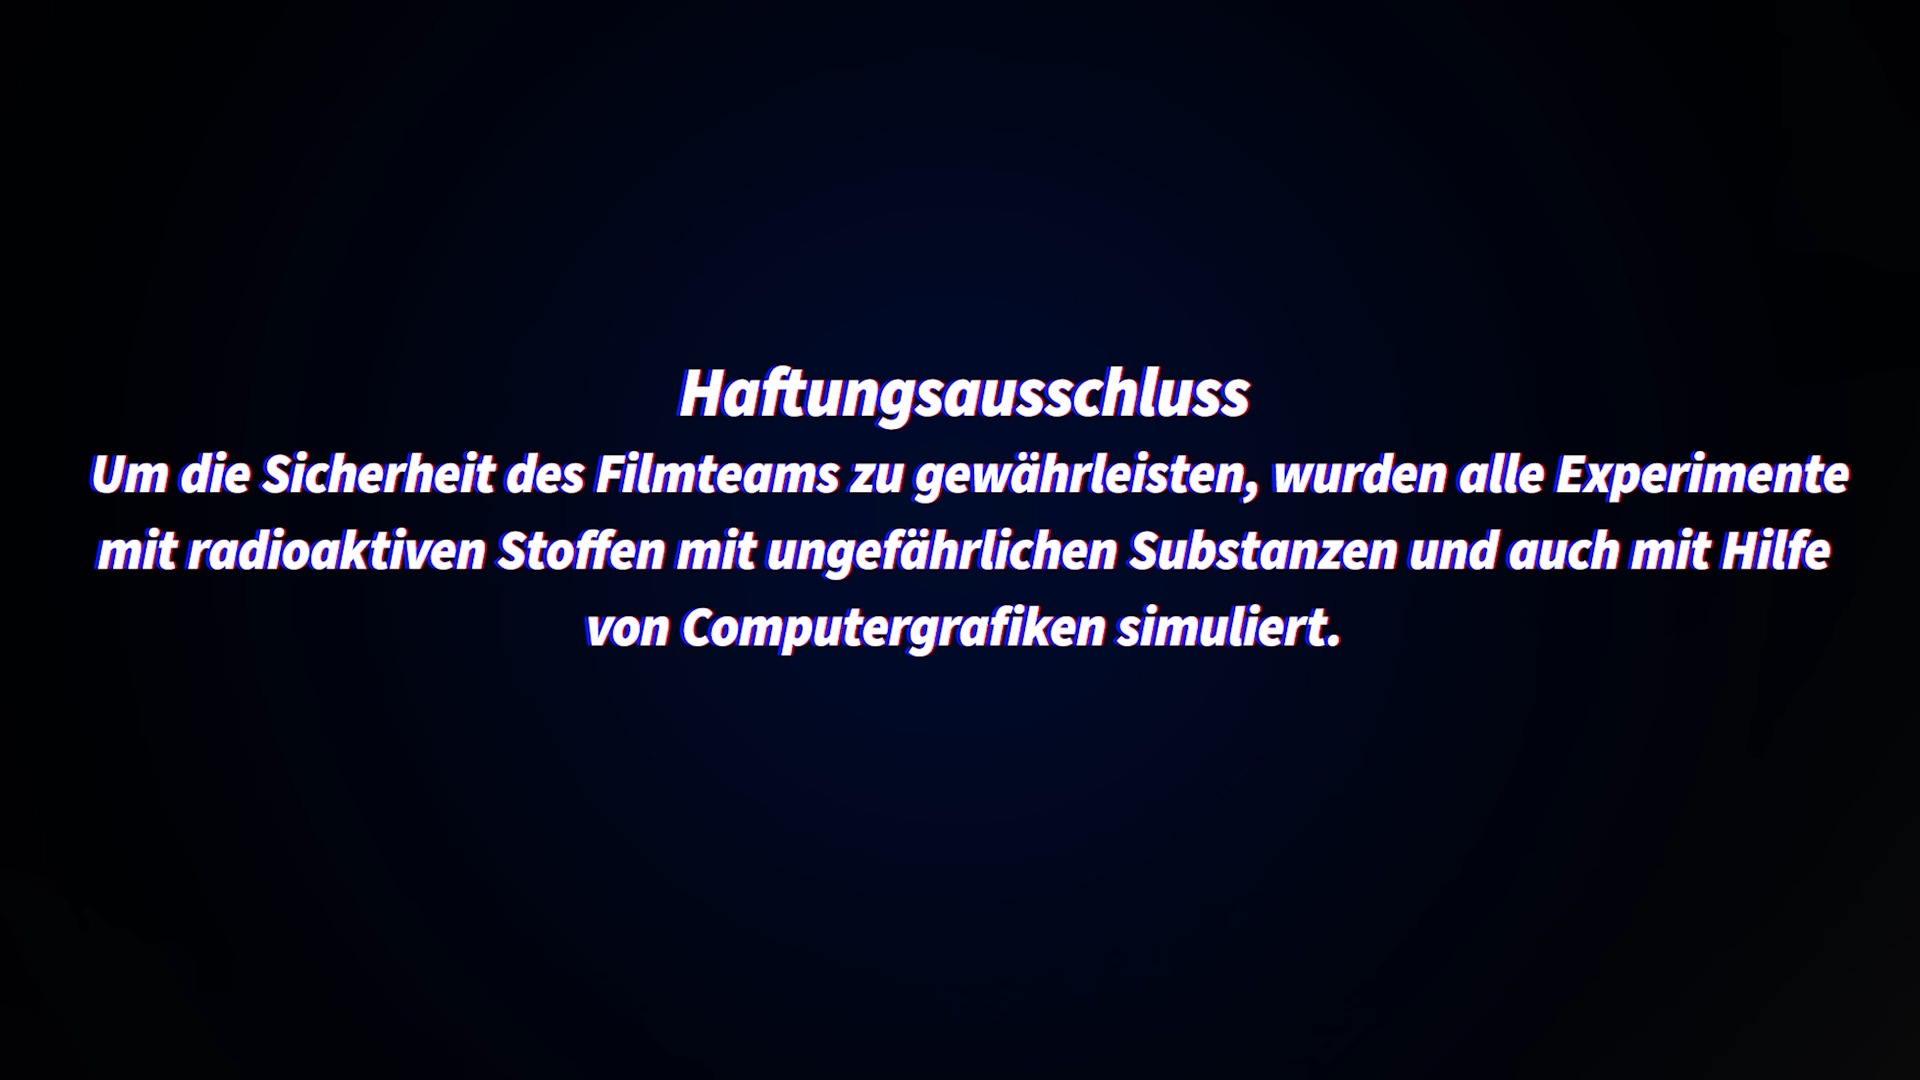 Haftungsausschluss
Um die Sicherheit des Filmteams zu gewährleisten, wurden alle Experimente
mit radioaktiven Stoffen mit ungefährlichen Substanzen und auch mit Hilfe
von Computergrafiken simuliert.